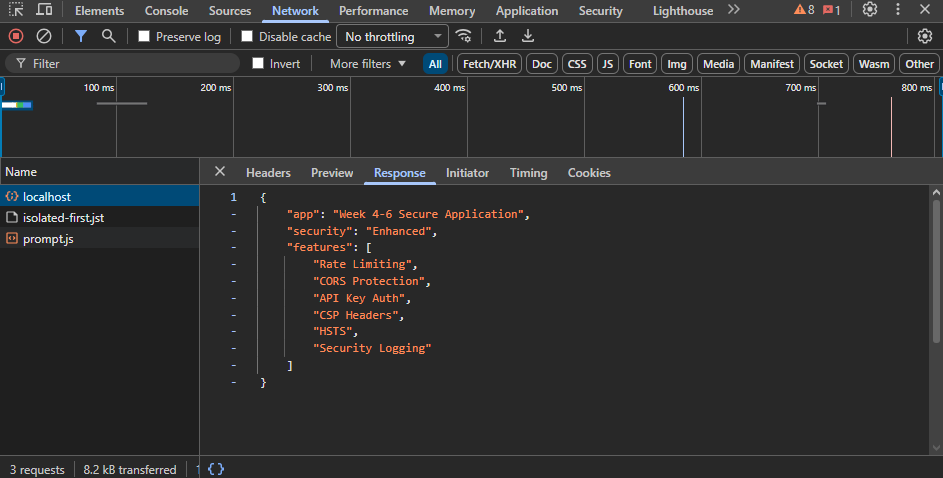 Elements Console Sources Network Performance Memory Application Security Lighthouse 8 1
Preserve log Disable cache No throttling
Filter Invert More filters All Fetch/XHR Doc CSS JS Font Img Media Manifest Socket Wasm Other
100 ms 200 ms 300 ms 400 ms 500 ms 600 ms 700 ms 800 ms
Name
localhost
isolated-first.jst
prompt.js
Headers Preview Response Initiator Timing Cookies
1 {
- "app": "Week 4-6 Secure Application",
- "security": "Enhanced",
- "features": [
- "Rate Limiting",
- "CORS Protection",
- "API Key Auth",
- "CSP Headers",
- "HSTS",
- "Security Logging"
- ]
- }
3 requests 8.2 kB transferred {}